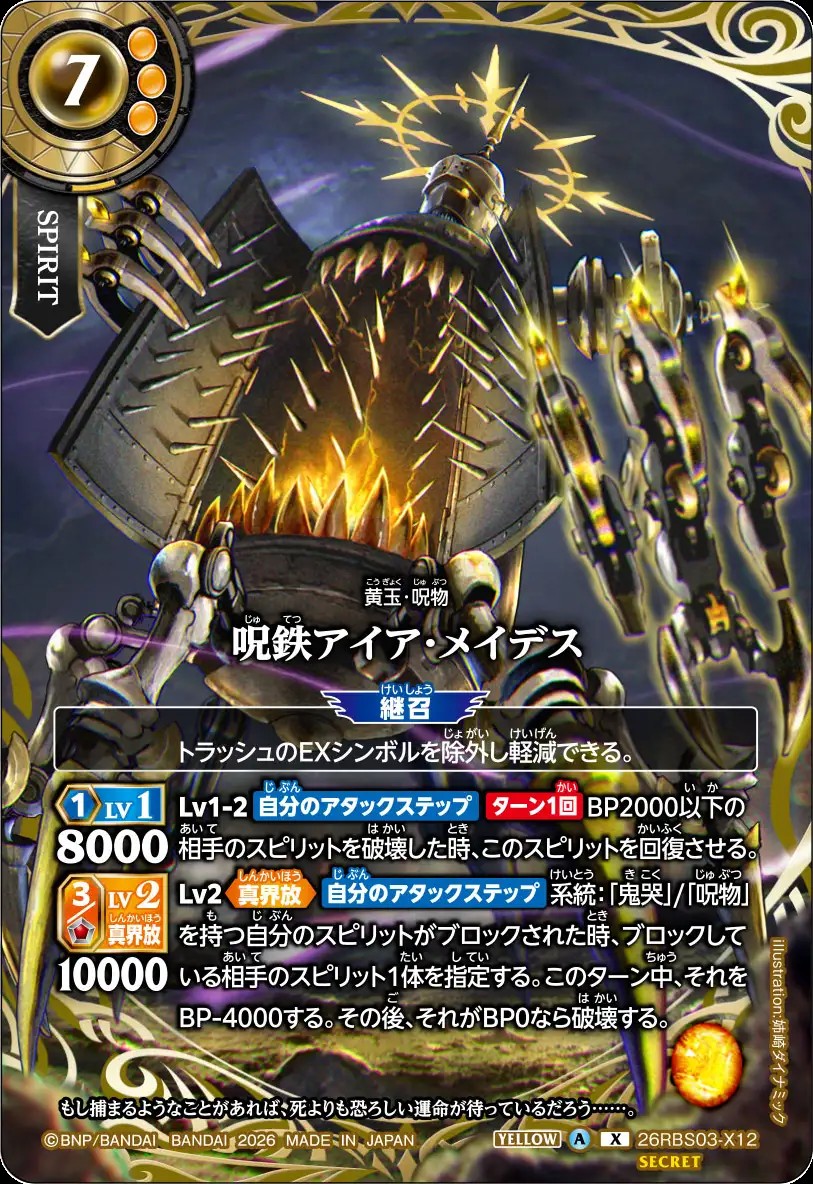 7
SPIRIT
黄玉・呪物
呪鉄アイア・メイデス
継召
トラッシュのEXシンボルを除外し軽減できる。
1 LV1
8000
Lv1-2 自分のアタックステップ ターン1回 BP2000以下の
相手のスピリットを破壊した時、このスピリットを回復させる。
3 LV2
真界放
10000
Lv2 真界放 自分のアタックステップ 系統:「鬼哭」/「呪物」
を持つ自分のスピリットがブロックされた時、ブロックして
いる相手のスピリット1体を指定する。このターン中、それを
BP-4000する。その後、それがBP0なら破壊する。
illustration:姉崎ダイナミック
もし捕まるようなことがあれば、死よりも恐ろしい運命が待っているだろう……。
©BNP/BANDAI BANDAI 2026 MADE IN JAPAN
YELLOW A X 26RBS03-X12
SECRET